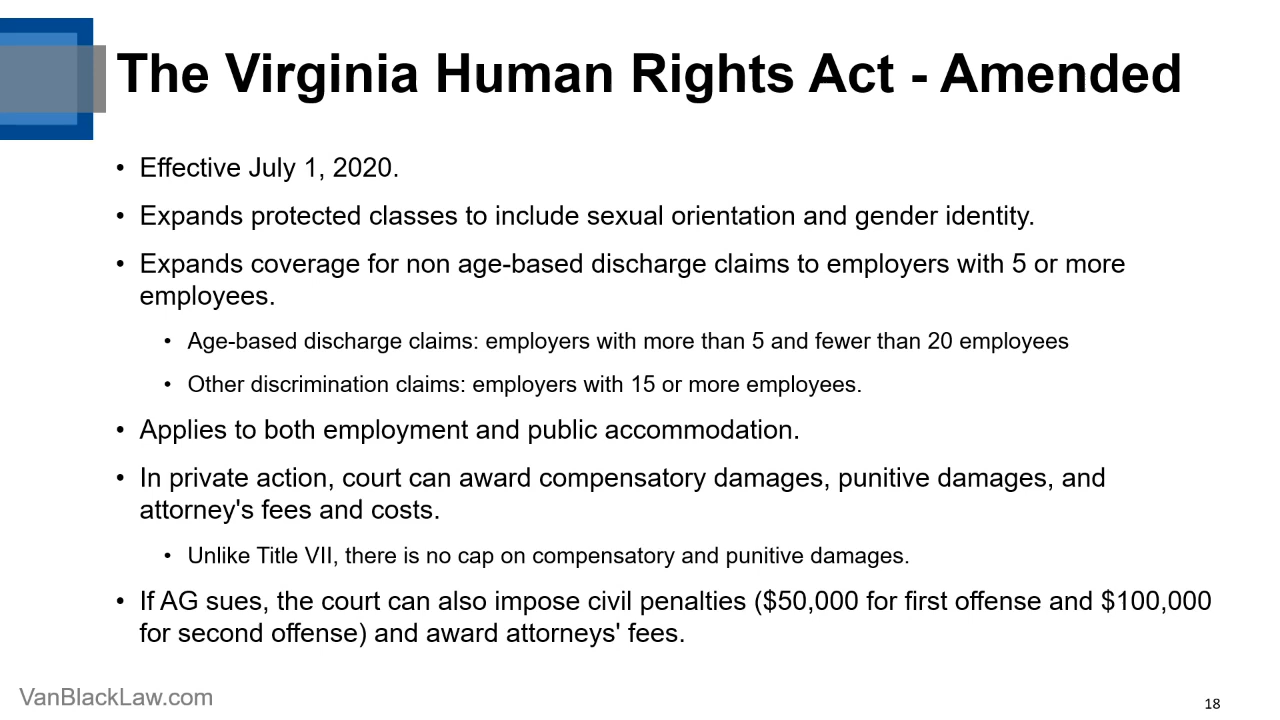 The Virginia Human Rights Act - Amended
• Effective July 1, 2020.
• Expands protected classes to include sexual orientation and gender identity.
• Expands coverage for non age-based discharge claims to employers with 5 or more
employees.
• Age-based discharge claims: employers with more than 5 and fewer than 20 employees
• Other discrimination claims: employers with 15 or more employees.
• Applies to both employment and public accommodation.
• In private action, court can award compensatory damages, punitive damages, and
attorney's fees and costs.
• Unlike Title VII, there is no cap on compensatory and punitive damages.
• If AG sues, the court can also impose civil penalties ($50,000 for first offense and $100,000
for second offense) and award attorneys' fees.
VanBlackLaw.com
18